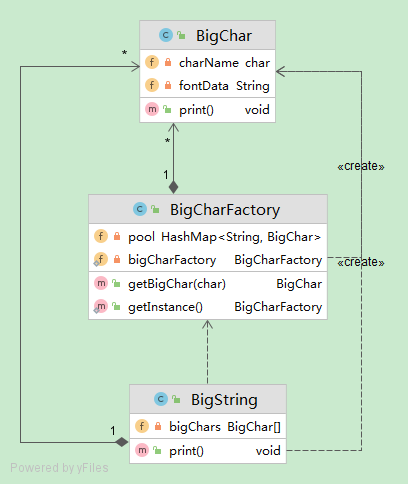 BigChar
*
charName char
fontData String
print() void
*
«create»
1
BigCharFactory
pool HashMap<String, BigChar>
bigCharFactory BigCharFactory
«create»
getBigChar(char) BigChar
getInstance() BigCharFactory
BigString
bigChars BigChar[]
1
print() void
Powered by yFiles